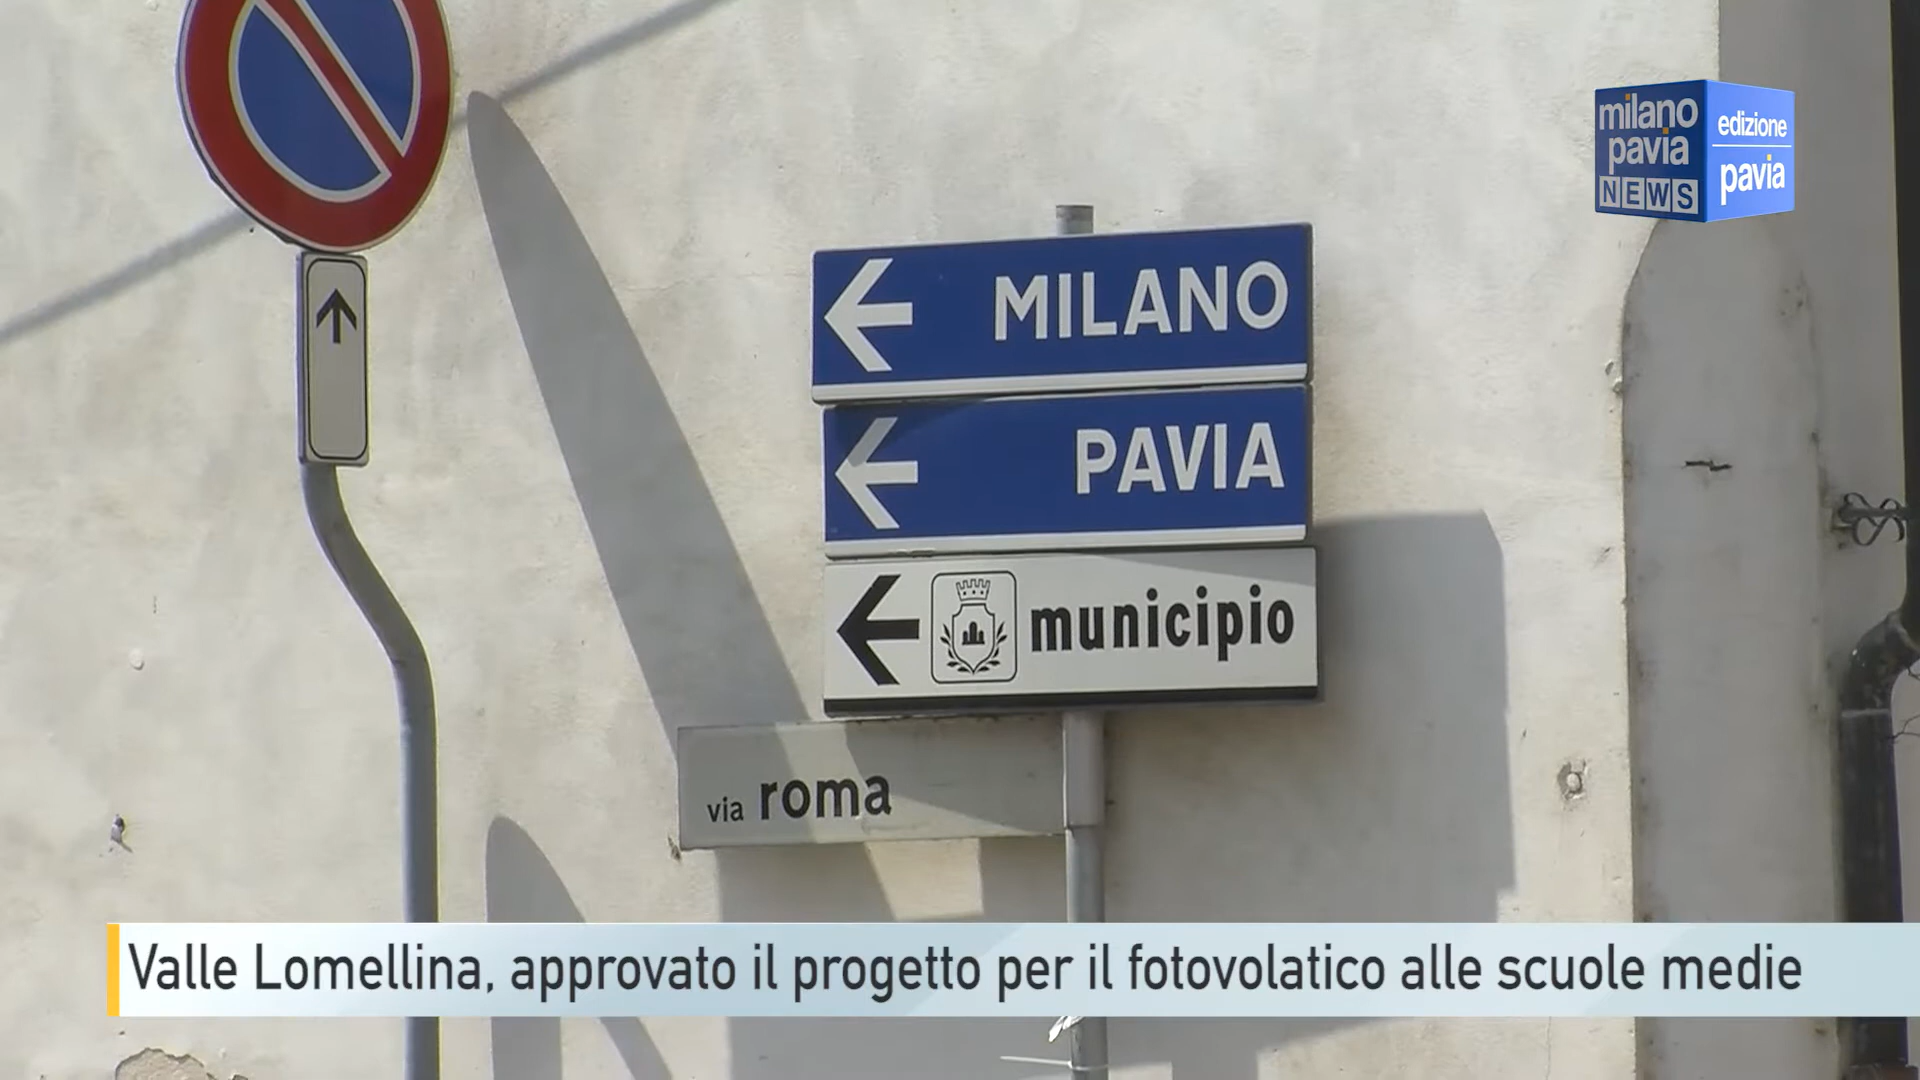 milano
pavia
NEWS
edizione
pavia
MILANO
PAVIA
municipio
via roma
Valle Lomellina, approvato il progetto per il fotovolatico alle scuole medie